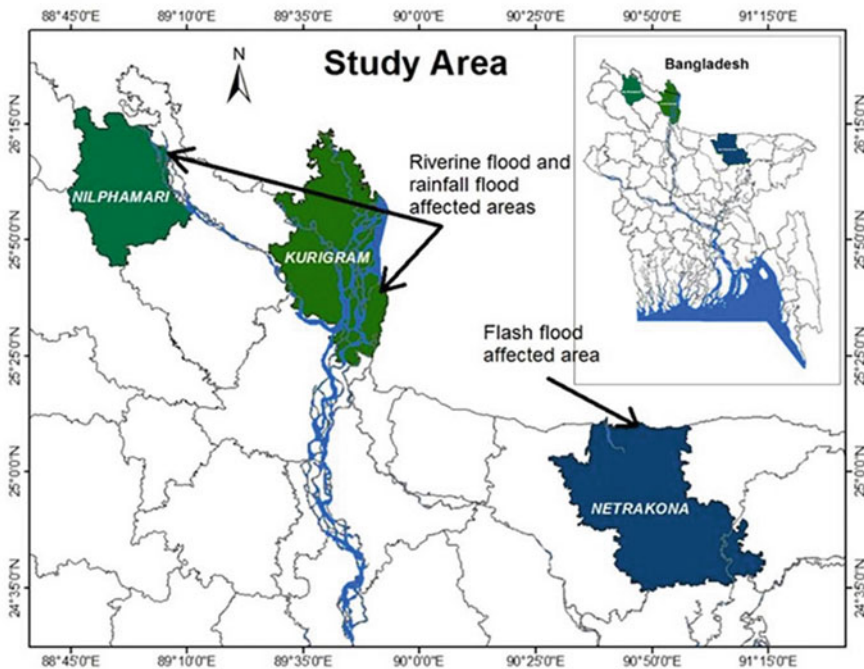 88°45'0"E 89°10'0"E 89°35'0"E 90°0'0"E 90°25'0"E 90°50'0"E 91°15'0"E
N
Study Area
Bangladesh
26°15'0"N
26°15'0"N
Riverine flood and
rainfall flood
affected areas
NILPHAMARI
KURIGRAM
25°50'0"N
25°50'0"N
Flash flood
affected area
25°25'0"N
25°25'0"N
25°0'0"N
25°0'0"N
NETRAKONA
24°35'0"N
24°35'0"N
88°45'0"E 89°10'0"E 89°35'0"E 90°0'0"E 90°25'0"E 90°50'0"E 91°15'0"E